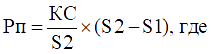 Рп = КС/S2 × (S2 – S1), где